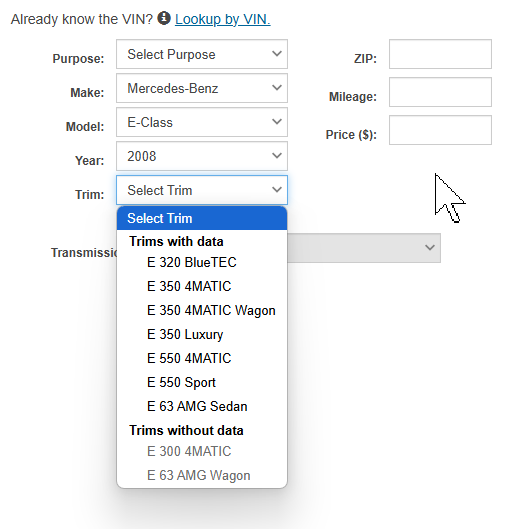 Already know the VIN? Lookup by VIN.
Purpose: Select Purpose
Make: Mercedes-Benz
Model: E-Class
Year: 2008
Trim: Select Trim
ZIP:
Mileage:
Price ($):
Select Trim
Trims with data
E 320 BlueTEC
E 350 4MATIC
E 350 4MATIC Wagon
E 350 Luxury
E 550 4MATIC
E 550 Sport
E 63 AMG Sedan
Trims without data
E 300 4MATIC
E 63 AMG Wagon
Transmissi